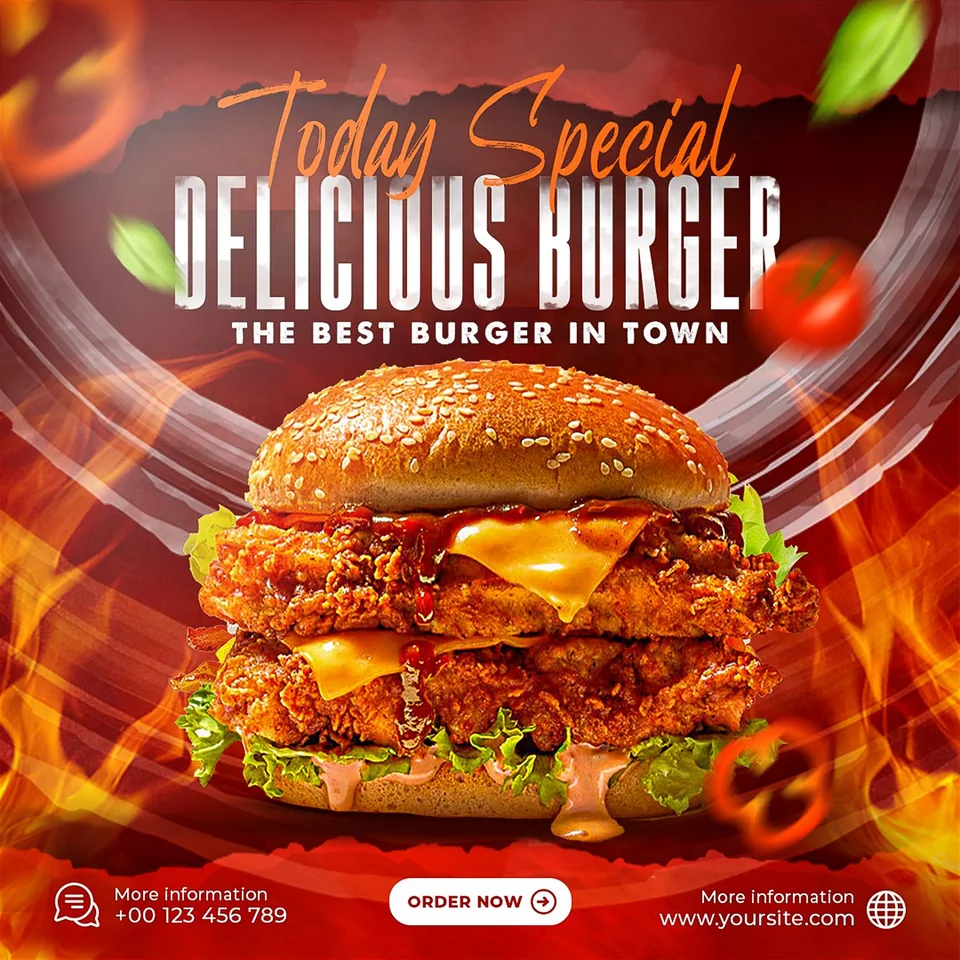 Today Special
DELICIOUS BURGER
THE BEST BURGER IN TOWN
More information
+00 123 456 789
ORDER NOW
More information
www.yoursite.com